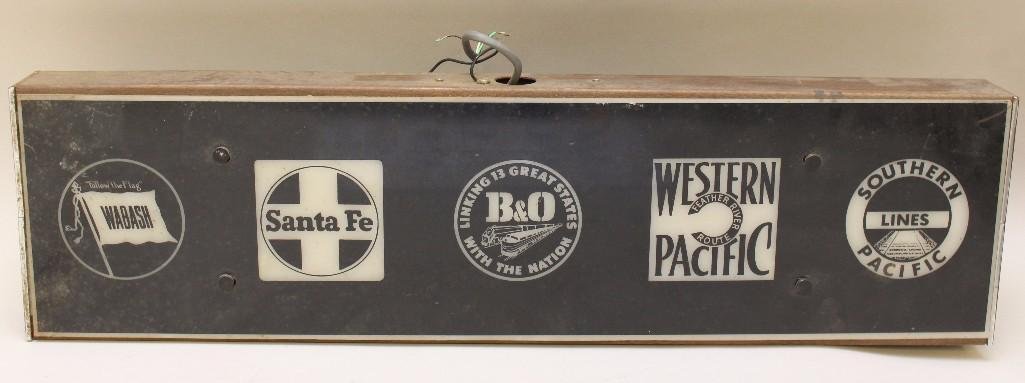 "Follow the Flag"
WABASH
Santa Fe
LINKING 13 GREAT STATES
B&O
WITH THE NATION
WESTERN
FEATHER RIVER
ROUTE
PACIFIC
SOUTHERN
LINES
PACIFIC